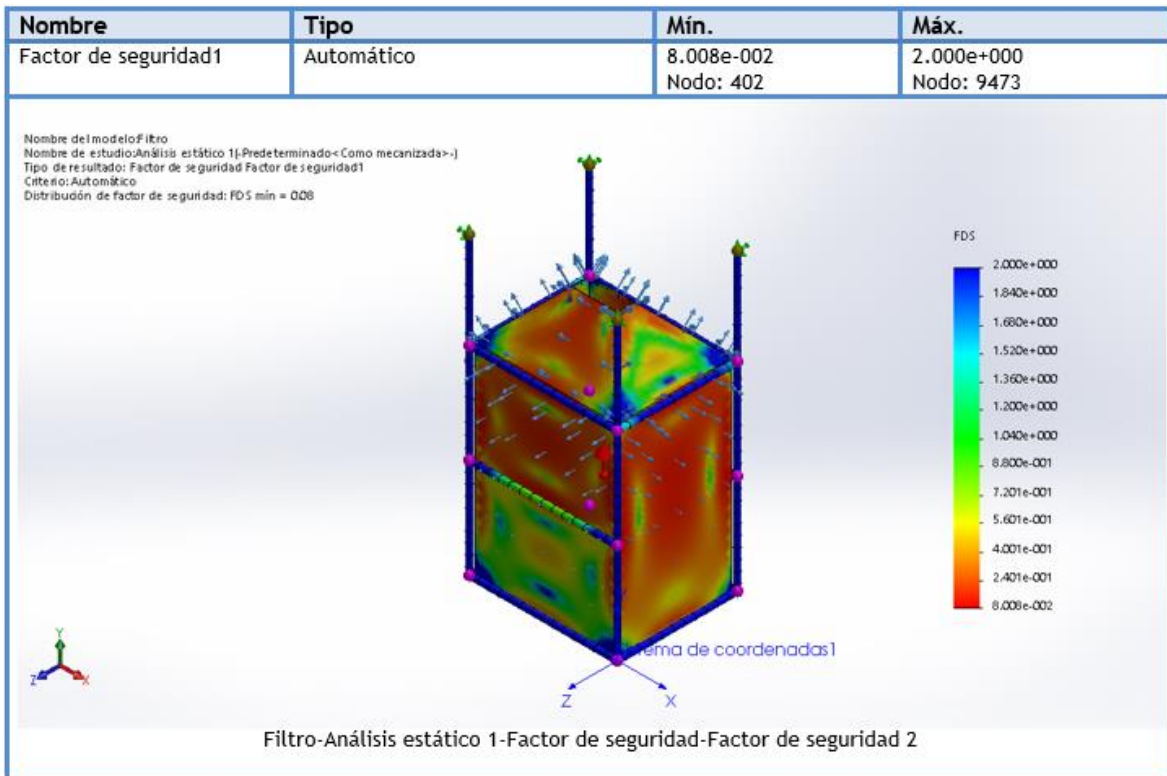 Nombre Tipo Mín. Máx.
Factor de seguridad1 Automático 8.008e-002 2.000e+000
Nodo: 402 Nodo: 9473
Nombre del modelo:Filtro
Nombre de estudio:Análisis estático 1(-Predeterminado<Como mecanizada>-)
Tipo de resultado: Factor de seguridad Factor de seguridad1
Criterio: Automático
Distribución de factor de seguridad: FDS mín = 0.08
FDS
2.000e+000
1.840e+000
1.680e+000
1.520e+000
1.360e+000
1.200e+000
1.040e+000
8.800e-001
7.201e-001
5.601e-001
4.001e-001
2.401e-001
8.008e-002
Y
Z
X
tema de coordenadas1
Z
X
Filtro-Análisis estático 1-Factor de seguridad-Factor de seguridad 2